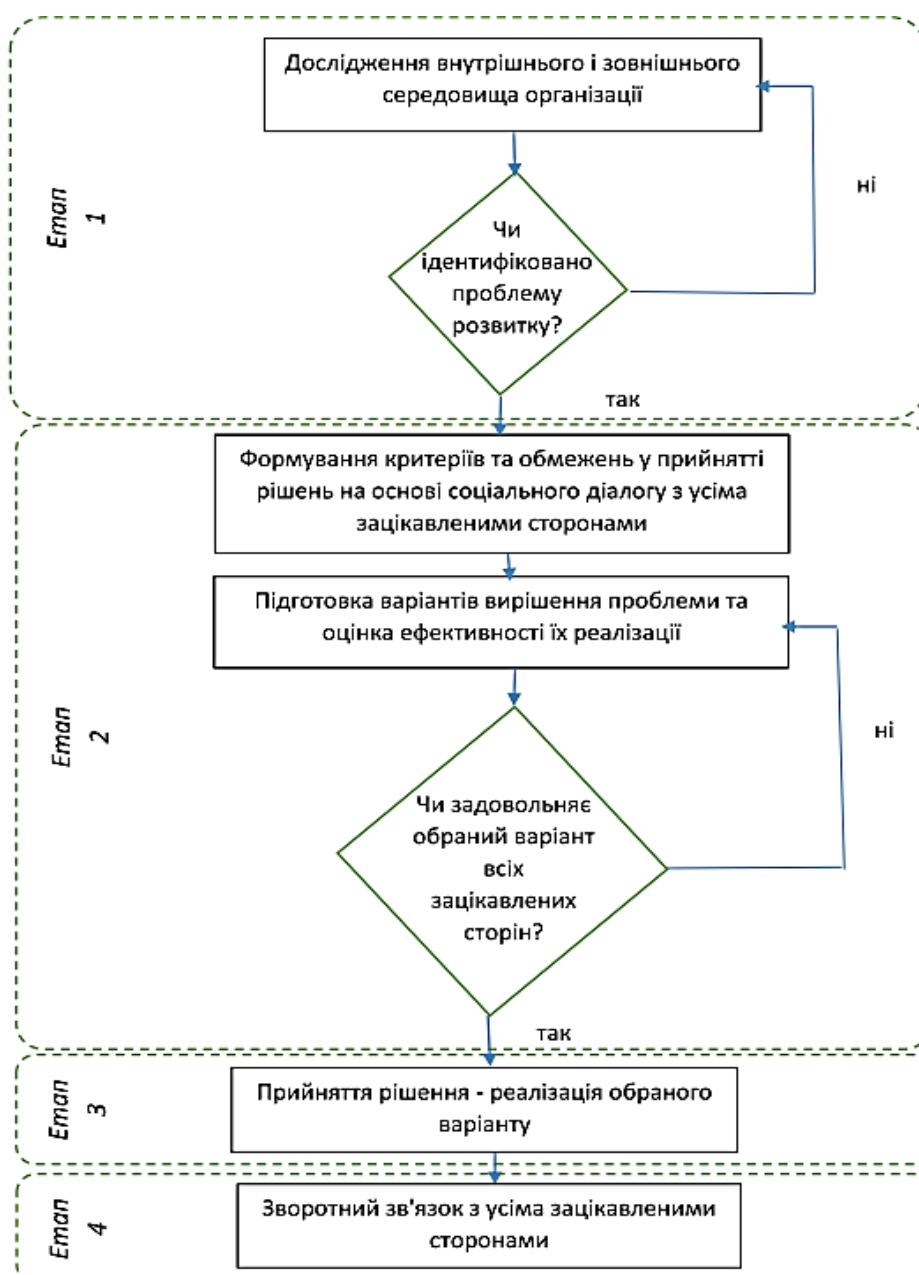 Дослідження внутрішнього і зовнішнього
середовища організації
ні
Етап
1
Чи
ідентифіковано
проблему
розвитку?
так
Формування критеріїв та обмежень у прийнятті
рішень на основі соціального діалогу з усіма
зацікавленими сторонами
Підготовка варіантів вирішення проблеми та
оцінка ефективності їх реалізації
Етап
2
ні
Чи задовольняє
обраний варіант
всіх
зацікавлених
сторін?
так
Етап
3
Прийняття рішення - реалізація обраного
варіанту
Етап
4
Зворотний зв'язок з усіма зацікавленими
сторонами